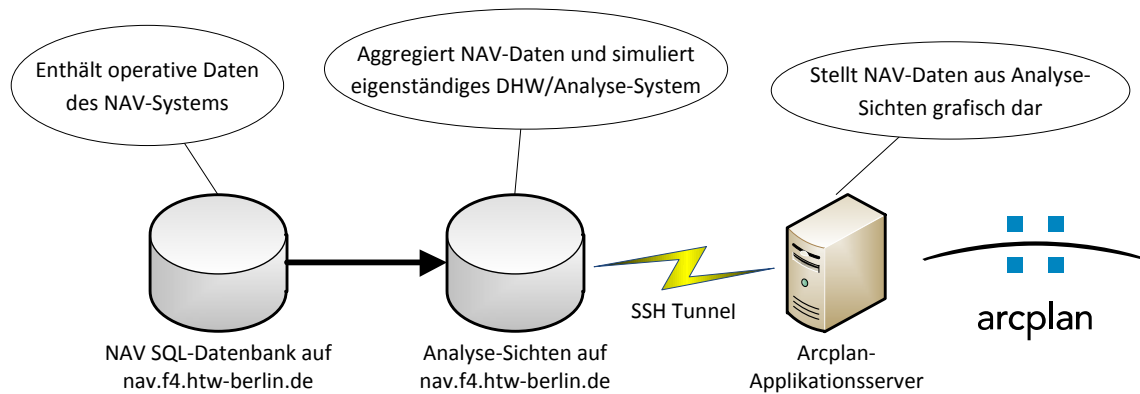 Enthält operative Daten
des NAV-Systems
Aggregiert NAV-Daten und simuliert
eigenständiges DHW/Analyse-System
Stellt NAV-Daten aus Analyse-
Sichten grafisch dar
SSH Tunnel
arcplan
NAV SQL-Datenbank auf
nav.f4.htw-berlin.de
Analyse-Sichten auf
nav.f4.htw-berlin.de
Arcplan-
Applikationsserver